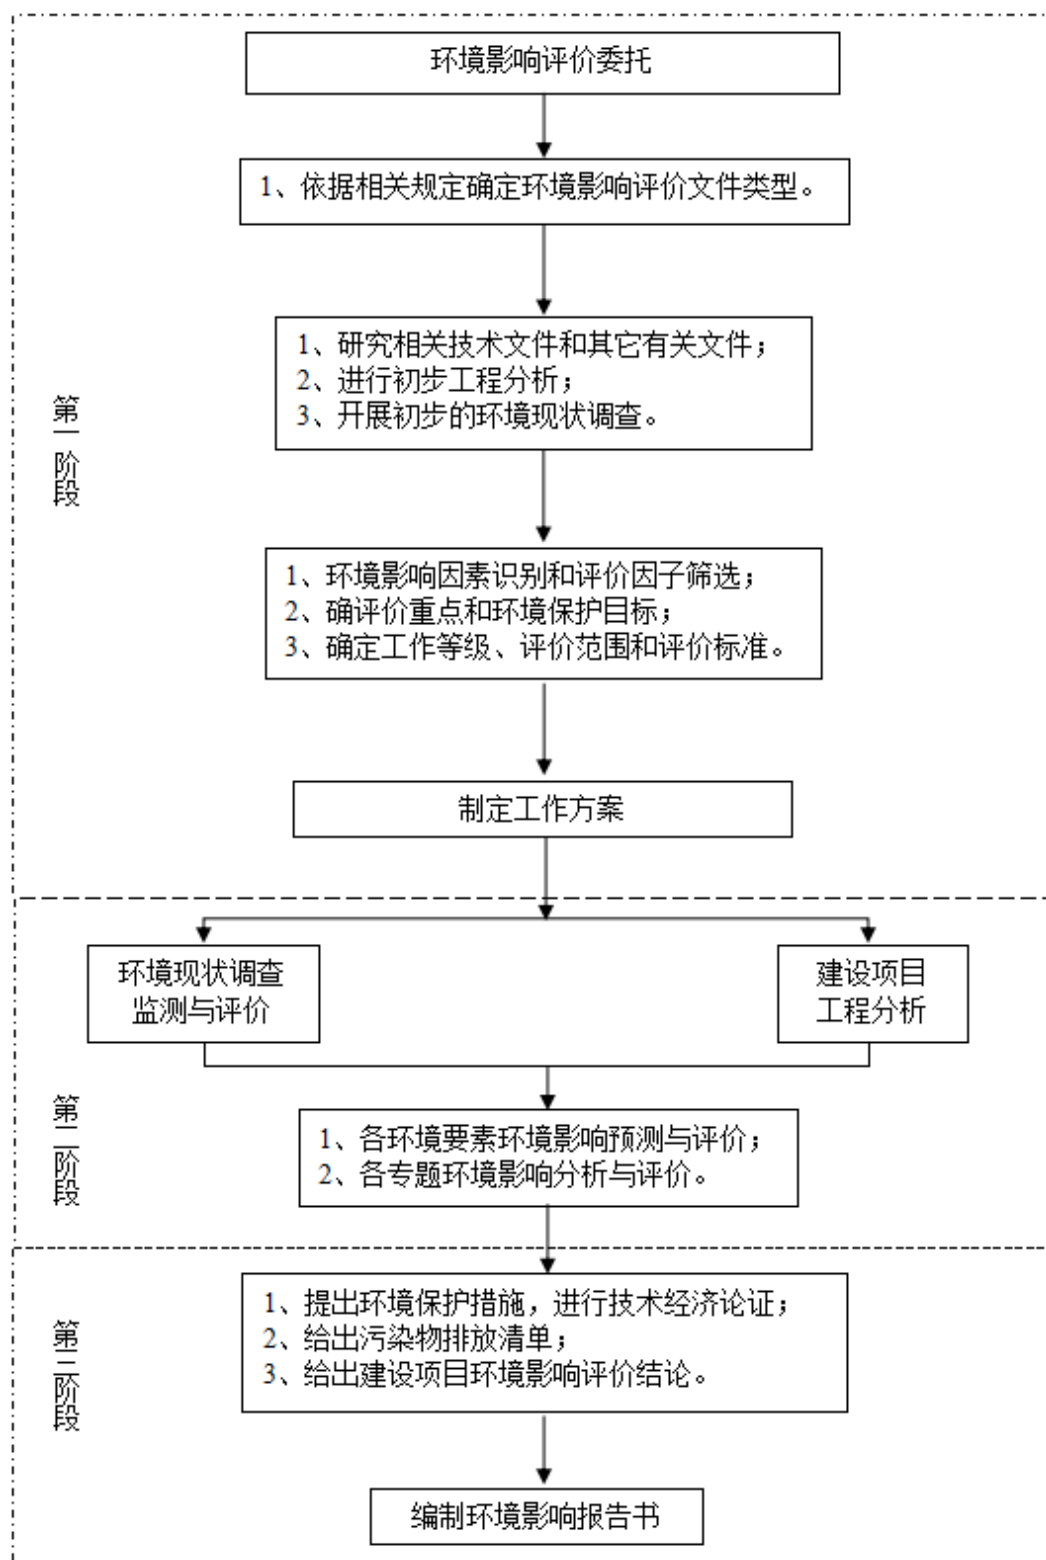 环境影响评价委托
1、依据相关规定确定环境影响评价文件类型。
1、研究相关技术文件和其它有关文件；
2、进行初步工程分析；
3、开展初步的环境现状调查。
第一阶段
1、环境影响因素识别和评价因子筛选；
2、确评价重点和环境保护目标；
3、确定工作等级、评价范围和评价标准。
制定工作方案
环境现状调查
监测与评价
建设项目
工程分析
第二阶段
1、各环境要素环境影响预测与评价；
2、各专题环境影响分析与评价。
第三阶段
1、提出环境保护措施，进行技术经济论证；
2、给出污染物排放清单；
3、给出建设项目环境影响评价结论。
编制环境影响报告书